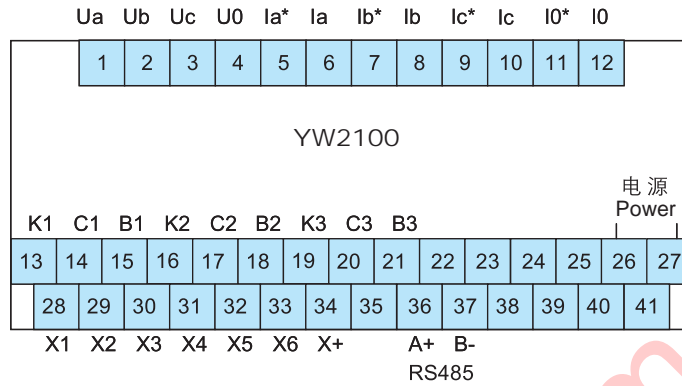 Ua Ub Uc U0 Ia* Ia Ib* Ib Ic* Ic I0* I0
1 2 3 4 5 6 7 8 9 10 11 12
YW2100
电 源
Power
K1 C1 B1 K2 C2 B2 K3 C3 B3
13 14 15 16 17 18 19 20 21 22 23 24 25 26 27
28 29 30 31 32 33 34 35 36 37 38 39 40 41
X1 X2 X3 X4 X5 X6 X+ A+ B-
RS485